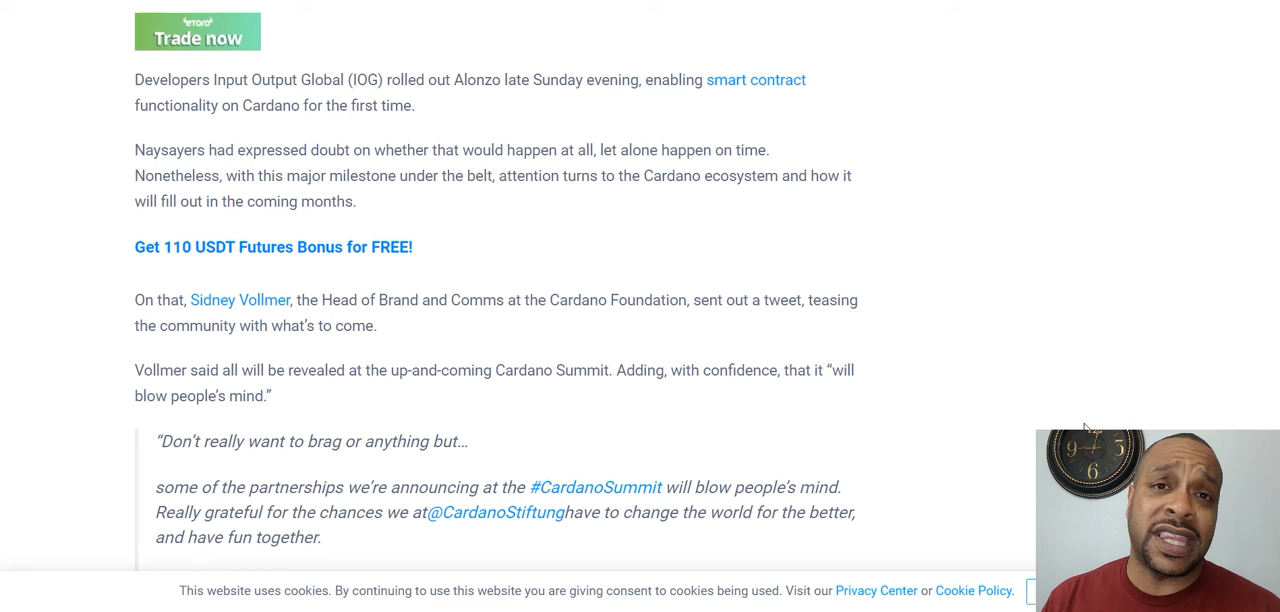 eToro
Trade now
Developers Input Output Global (IOG) rolled out Alonzo late Sunday evening, enabling smart contract
functionality on Cardano for the first time.
Naysayers had expressed doubt on whether that would happen at all, let alone happen on time.
Nonetheless, with this major milestone under the belt, attention turns to the Cardano ecosystem and how it
will fill out in the coming months.
Get 110 USDT Futures Bonus for FREE!
On that, Sidney Vollmer, the Head of Brand and Comms at the Cardano Foundation, sent out a tweet, teasing
the community with what’s to come.
Vollmer said all will be revealed at the up-and-coming Cardano Summit. Adding, with confidence, that it “will
blow people’s mind.”
“Don’t really want to brag or anything but…
some of the partnerships we’re announcing at the #CardanoSummit will blow people’s mind.
Really grateful for the chances we at@CardanoStiftunghave to change the world for the better,
and have fun together.
This website uses cookies. By continuing to use this website you are giving consent to cookies being used. Visit our Privacy Center or Cookie Policy.
12
9 3
6